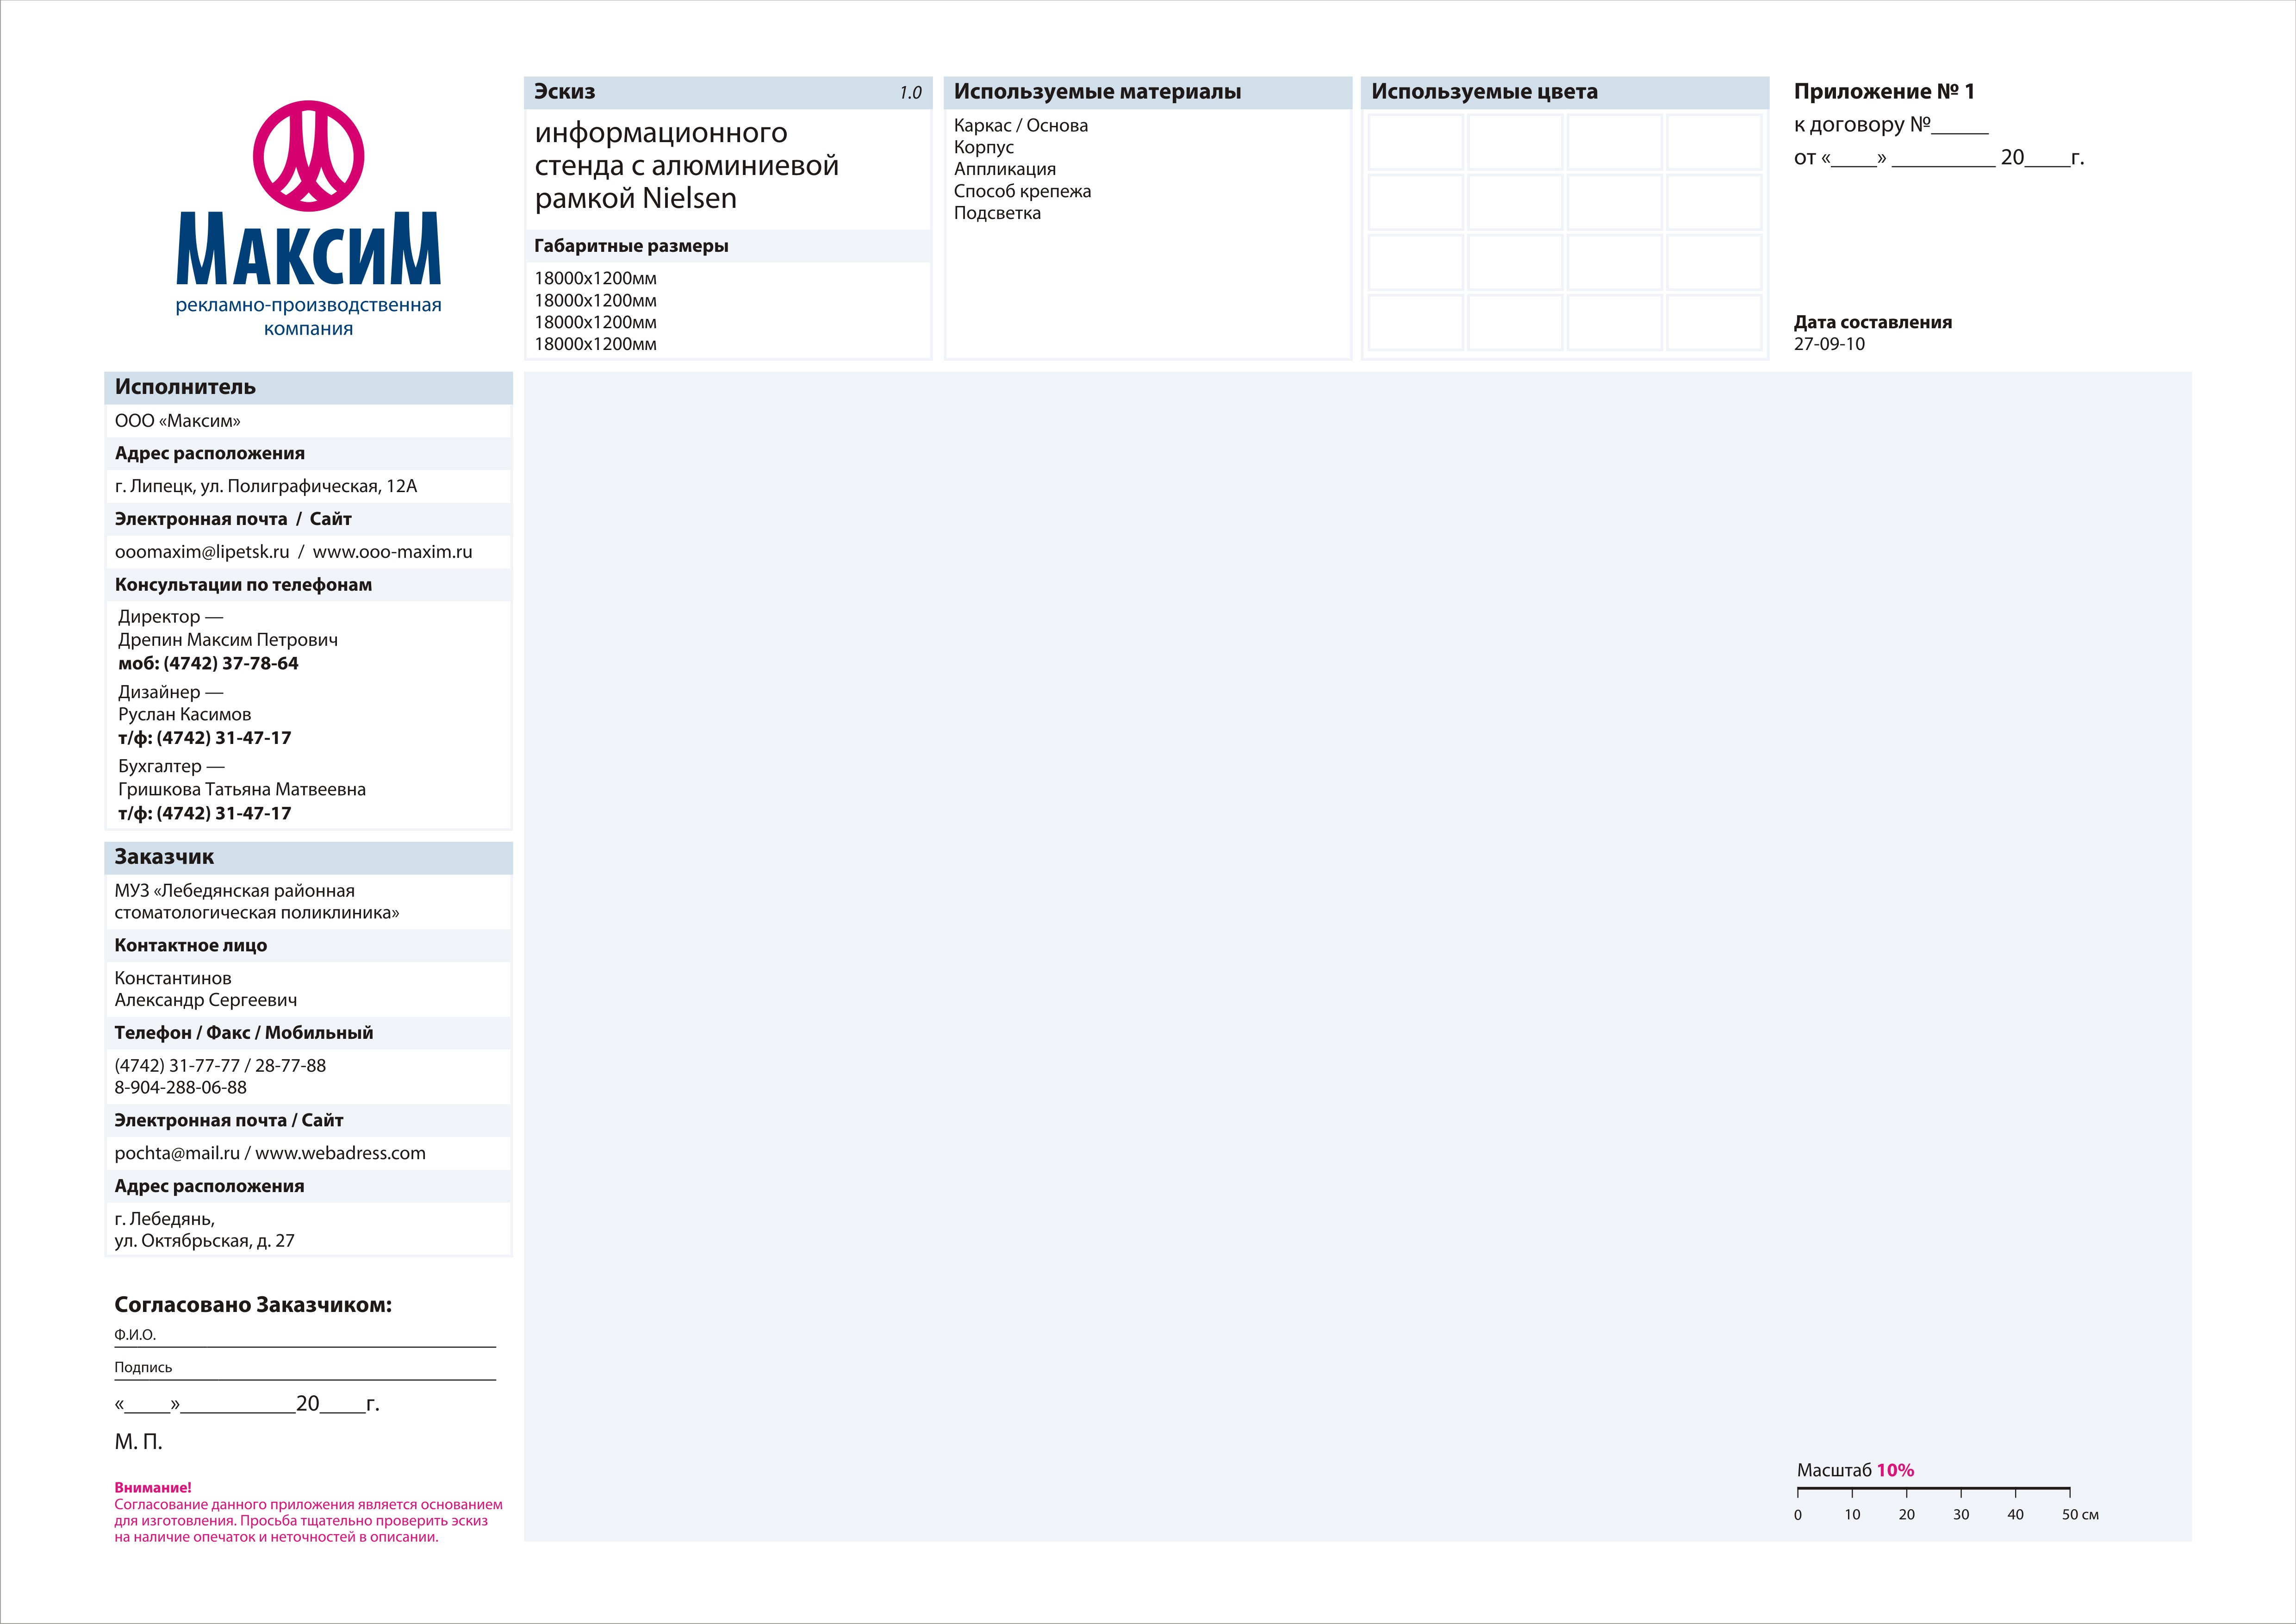 МаксиМ
рекламно-производственная
компания
Эскиз 1.0
информационного
стенда с алюминиевой
рамкой Nielsen
Габаритные размеры
18000х1200мм
18000х1200мм
18000х1200мм
18000х1200мм
Используемые материалы
Каркас / Основа
Корпус
Аппликация
Способ крепежа
Подсветка
Используемые цвета
Приложение № 1
к договору №_____
от «____» _________ 20____г.
Дата составления
27-09-10
Исполнитель
ООО «Максим»
Адрес расположения
г. Липецк, ул. Полиграфическая, 12А
Электронная почта / Сайт
ooomaxim@lipetsk.ru / www.ooo-maxim.ru
Консультации по телефонам
Директор —
Дрепин Максим Петрович
моб: (4742) 37-78-64
Дизайнер —
Руслан Касимов
т/ф: (4742) 31-47-17
Бухгалтер —
Гришкова Татьяна Матвеевна
т/ф: (4742) 31-47-17
Заказчик
МУЗ «Лебедянская районная
стоматологическая поликлиника»
Контактное лицо
Константинов
Александр Сергеевич
Телефон / Факс / Мобильный
(4742) 31-77-77 / 28-77-88
8-904-288-06-88
Электронная почта / Сайт
pochta@mail.ru / www.webadress.com
Адрес расположения
г. Лебедянь,
ул. Октябрьская, д. 27
Согласовано Заказчиком:
Ф.И.О.
Подпись
«____»__________20____г.
М. П.
Внимание!
Согласование данного приложения является основанием
для изготовления. Просьба тщательно проверить эскиз
на наличие опечаток и неточностей в описании.
Масштаб 10%
0 10 20 30 40 50 см